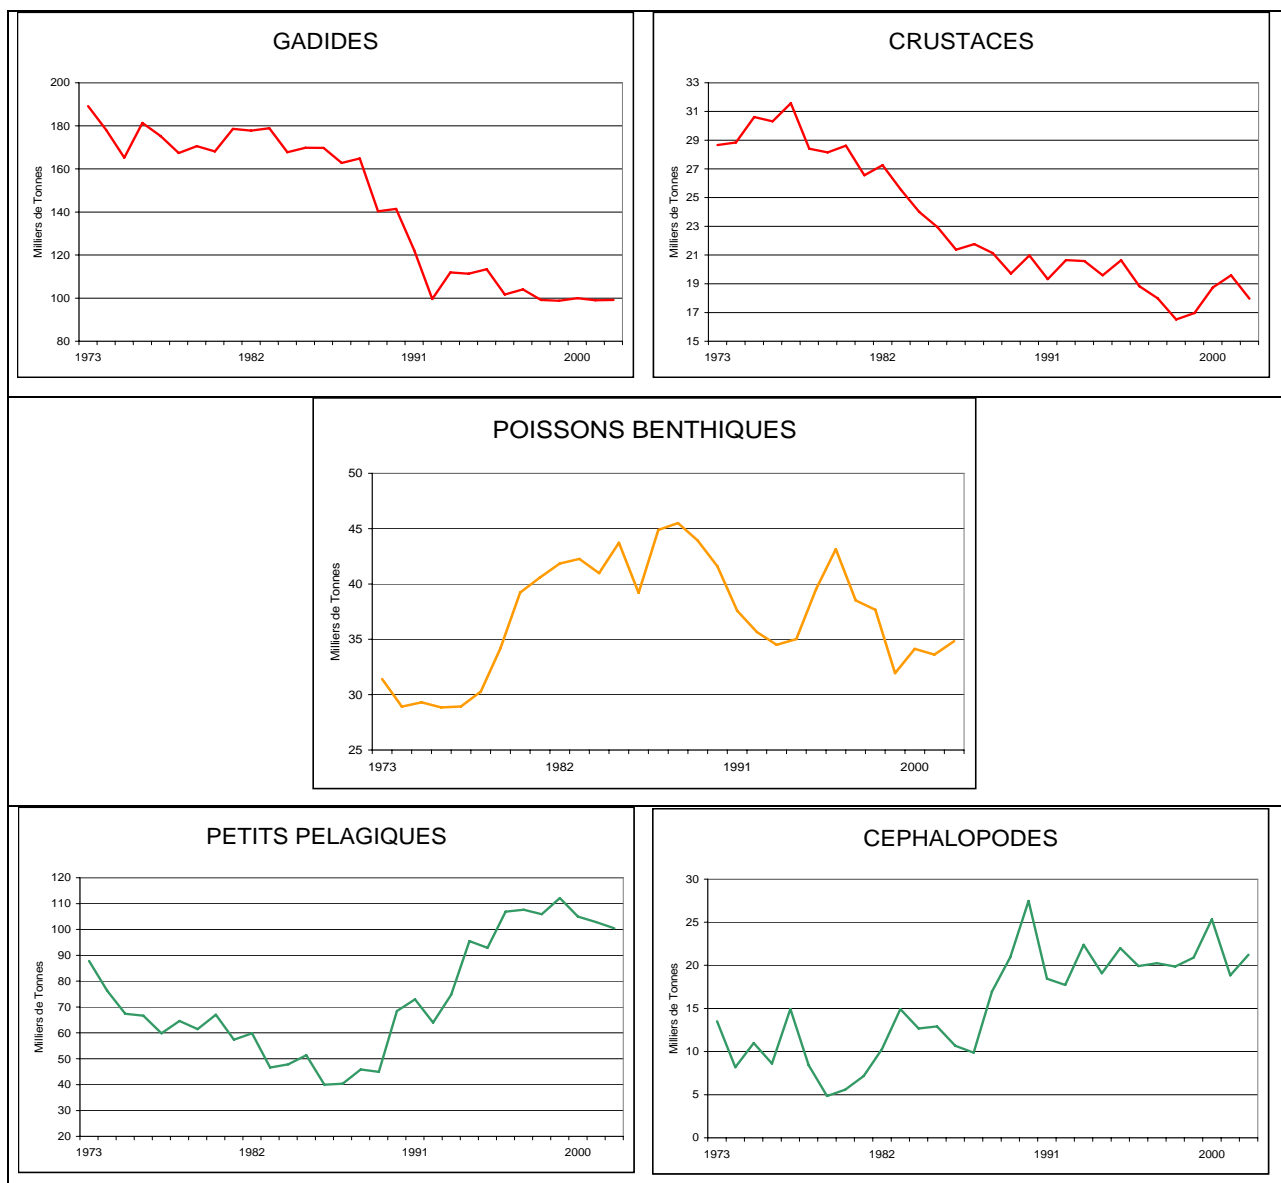 GADIDES
200
180
160
140
120
100
80
Milliers de Tonnes
1973 1982 1991 2000
CRUSTACES
33
31
29
27
25
23
21
19
17
15
Milliers de Tonnes
1973 1982 1991 2000
POISSONS BENTHIQUES
50
45
40
35
30
25
Milliers de Tonnes
1973 1982 1991 2000
PETITS PELAGIQUES
120
110
100
90
80
70
60
50
40
30
20
Milliers de Tonnes
1973 1982 1991 2000
CEPHALOPODES
30
25
20
15
10
5
0
Milliers de Tonnes
1973 1982 1991 2000